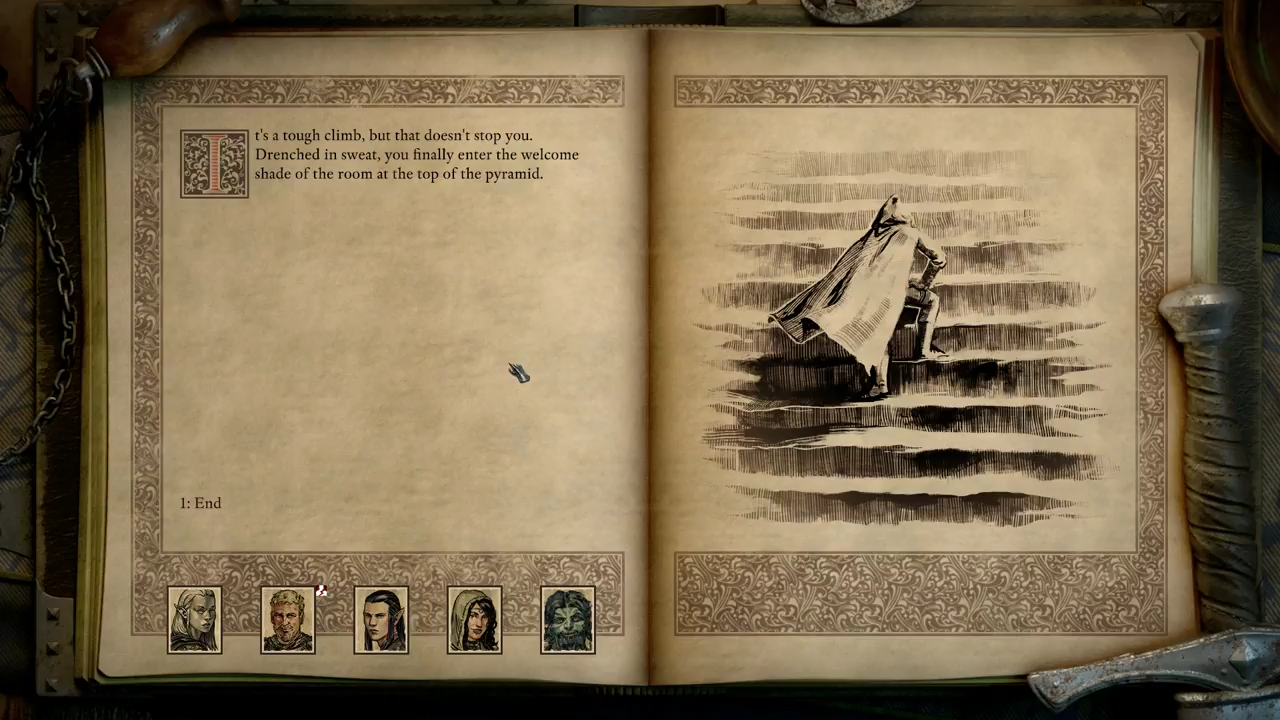 It's a tough climb, but that doesn't stop you.
Drenched in sweat, you finally enter the welcome
shade of the room at the top of the pyramid.
1: End